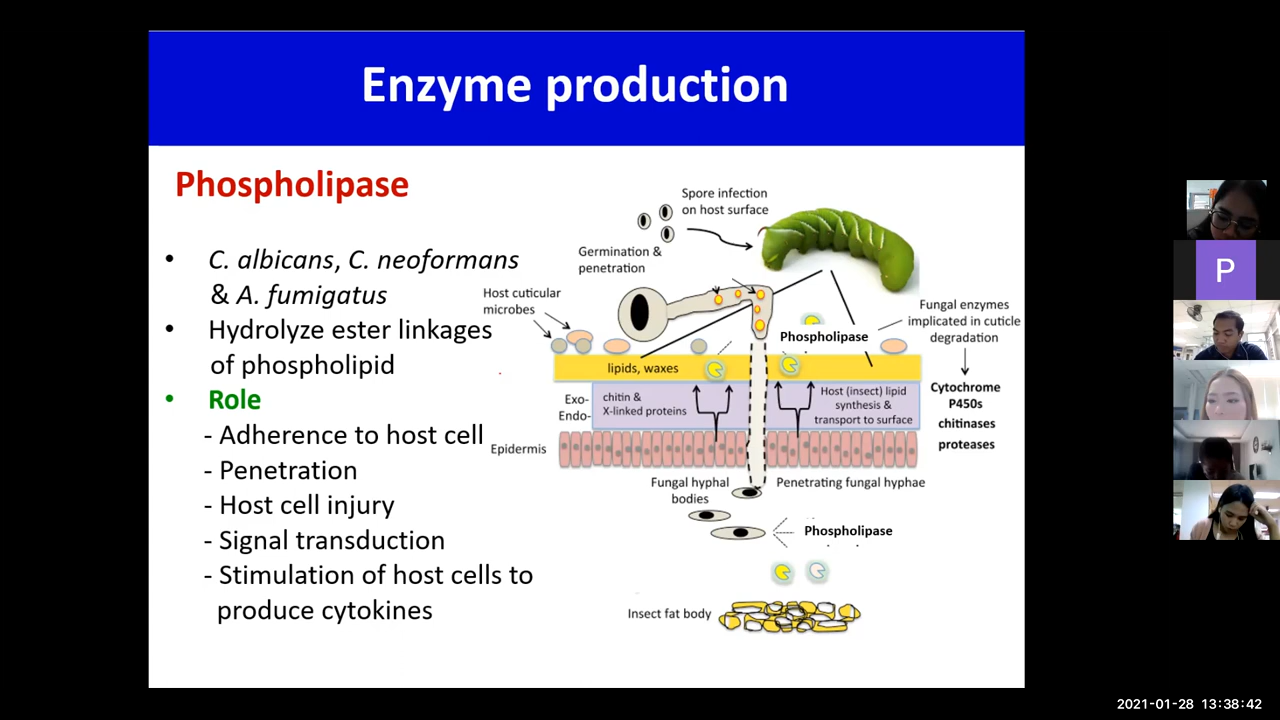 Enzyme production
Phospholipase
• C. albicans, C. neoformans
& A. fumigatus
• Hydrolyze ester linkages
of phospholipid
• Role
- Adherence to host cell
- Penetration
- Host cell injury
- Signal transduction
- Stimulation of host cells to
produce cytokines
Spore infection
on host surface
Germination &
penetration
Host cuticular
microbes
Fungal enzymes
implicated in cuticle
degradation
Phospholipase
lipids, waxes
Cytochrome
P450s
chitinases
proteases
Exo-
Endo-
chitin &
X-linked proteins
Host (insect) lipid
synthesis &
transport to surface
Epidermis
Fungal hyphal
bodies
Penetrating fungal hyphae
Phospholipase
Insect fat body
P
2021-01-28 13:38:42